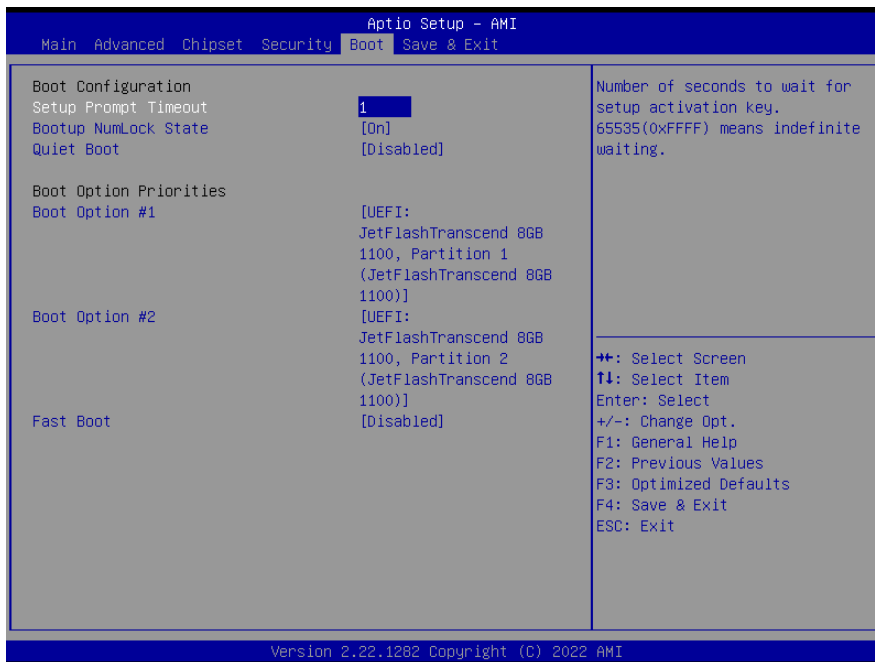 Aptio Setup – AMI
Main Advanced Chipset Security Boot Save & Exit
Boot Configuration
Setup Prompt Timeout 1
Bootup NumLock State [On]
Quiet Boot [Disabled]
Boot Option Priorities
Boot Option #1 [UEFI:
JetFlashTranscend 8GB
1100, Partition 1
(JetFlashTranscend 8GB
1100)]
Boot Option #2 [UEFI:
JetFlashTranscend 8GB
1100, Partition 2
(JetFlashTranscend 8GB
1100)]
Fast Boot [Disabled]
Number of seconds to wait for
setup activation key.
65535(0xFFFF) means indefinite
waiting.
→←: Select Screen
↑↓: Select Item
Enter: Select
+/-: Change Opt.
F1: General Help
F2: Previous Values
F3: Optimized Defaults
F4: Save & Exit
ESC: Exit
Version 2.22.1282 Copyright (C) 2022 AMI